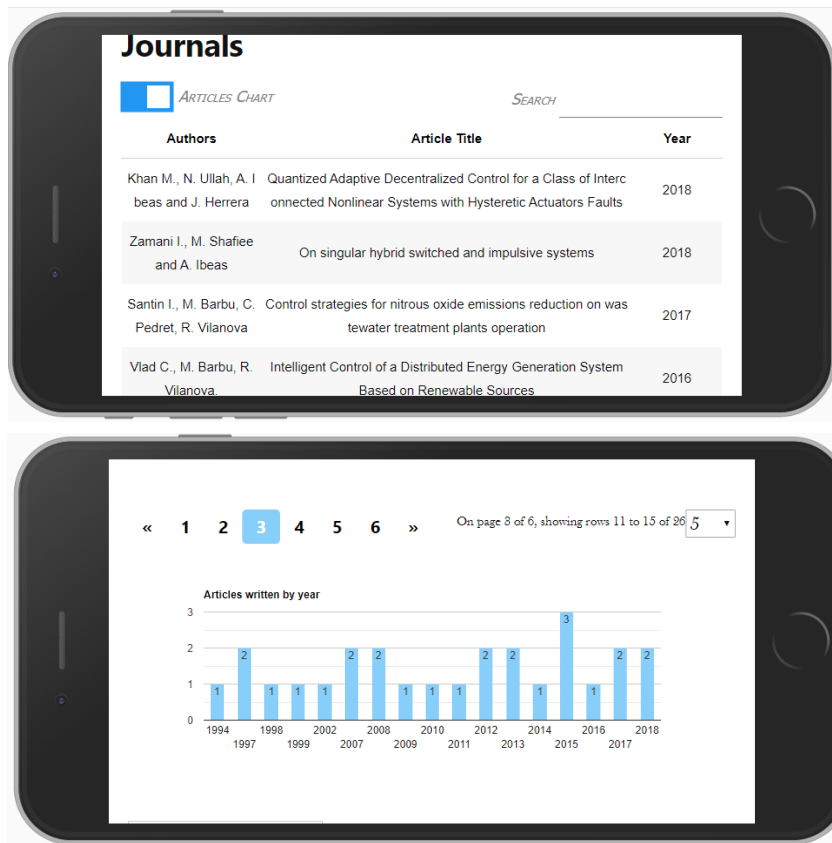 Journals
Articles Chart
Search
Authors Article Title Year
Khan M., N. Ullah, A. I
beas and J. Herrera
Quantized Adaptive Decentralized Control for a Class of Interc
onnected Nonlinear Systems with Hysteretic Actuators Faults
2018
Zamani I., M. Shafiee
and A. Ibeas
On singular hybrid switched and impulsive systems
2018
Santin I., M. Barbu, C.
Pedret, R. Vilanova
Control strategies for nitrous oxide emissions reduction on was
tewater treatment plants operation
2017
Vlad C., M. Barbu, R.
Vilanova.
Intelligent Control of a Distributed Energy Generation System
Based on Renewable Sources
2016
« 1 2 3 4 5 6 »
On page 3 of 6, showing rows 11 to 15 of 26
5
Articles written by year
3
2
1
0
1 2 1 1 1 2 2 1 1 1 2 2 1 3 1 2 2
1994 1998 2002 2008 2010 2012 2014 2016 2018
1997 1999 2007 2009 2011 2013 2015 2017